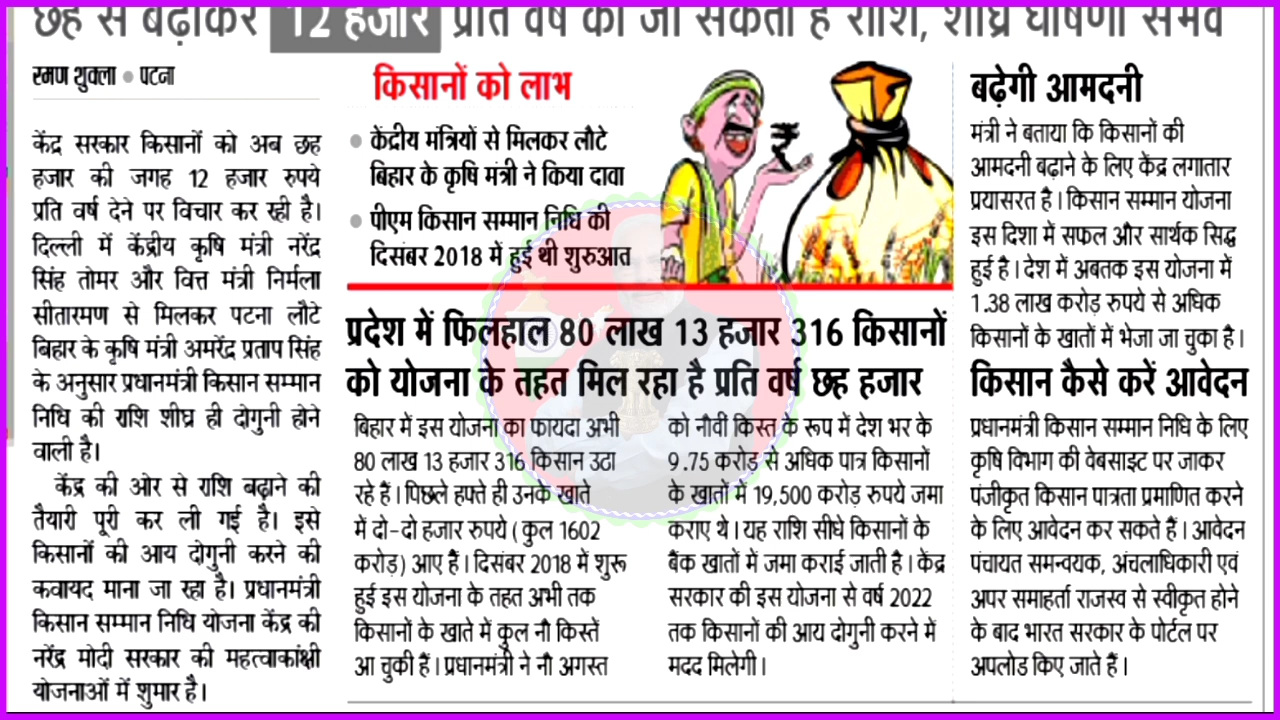 छह से बढ़ाकर 12 हजार प्रति वर्ष की जा सकती है राशि, शीघ्र घोषणा संभव
रमण शुक्ला ● पटना
केंद्र सरकार किसानों को अब छह
हजार की जगह 12 हजार रुपये
प्रति वर्ष देने पर विचार कर रही है।
दिल्ली में केंद्रीय कृषि मंत्री नरेंद्र
सिंह तोमर और वित्त मंत्री निर्मला
सीतारमण से मिलकर पटना लौटे
बिहार के कृषि मंत्री अमरेंद्र प्रताप सिंह
के अनुसार प्रधानमंत्री किसान सम्मान
निधि की राशि शीघ्र ही दोगुनी होने
वाली है।
केंद्र की ओर से राशि बढ़ाने की
तैयारी पूरी कर ली गई है। इसे
किसानों की आय दोगुनी करने की
कवायद माना जा रहा है। प्रधानमंत्री
किसान सम्मान निधि योजना केंद्र की
नरेंद्र मोदी सरकार की महत्वाकांक्षी
योजनाओं में शुमार है।
किसानों को लाभ
● केंद्रीय मंत्रियों से मिलकर लौटे
बिहार के कृषि मंत्री ने किया दावा
● पीएम किसान सम्मान निधि की
दिसंबर 2018 में हुई थी शुरुआत
₹
प्रदेश में फिलहाल 80 लाख 13 हजार 316 किसानों
को योजना के तहत मिल रहा है प्रति वर्ष छह हजार
बिहार में इस योजना का फायदा अभी
80 लाख 13 हजार 316 किसान उठा
रहे हैं। पिछले हफ्ते ही उनके खाते
में दो-दो हजार रुपये (कुल 1602
करोड़) आए हैं। दिसंबर 2018 में शुरू
हुई इस योजना के तहत अभी तक
किसानों के खाते में कुल नौ किस्तें
आ चुकी हैं। प्रधानमंत्री ने नौ अगस्त
को नौवीं किस्त के रूप में देश भर के
9.75 करोड़ से अधिक पात्र किसानों
के खातों में 19,500 करोड़ रुपये जमा
कराए थे। यह राशि सीधे किसानों के
बैंक खातों में जमा कराई जाती है। केंद्र
सरकार की इस योजना से वर्ष 2022
तक किसानों की आय दोगुनी करने में
मदद मिलेगी।
बढ़ेगी आमदनी
मंत्री ने बताया कि किसानों की
आमदनी बढ़ाने के लिए केंद्र लगातार
प्रयासरत है। किसान सम्मान योजना
इस दिशा में सफल और सार्थक सिद्ध
हुई है। देश में अबतक इस योजना में
1.38 लाख करोड़ रुपये से अधिक
किसानों के खातों में भेजा जा चुका है।
किसान कैसे करें आवेदन
प्रधानमंत्री किसान सम्मान निधि के लिए
कृषि विभाग की वेबसाइट पर जाकर
पंजीकृत किसान पात्रता प्रमाणित करने
के लिए आवेदन कर सकते हैं। आवेदन
पंचायत समन्वयक, अंचलाधिकारी एवं
अपर समाहर्ता राजस्व से स्वीकृत होने
के बाद भारत सरकार के पोर्टल पर
अपलोड किए जाते हैं।